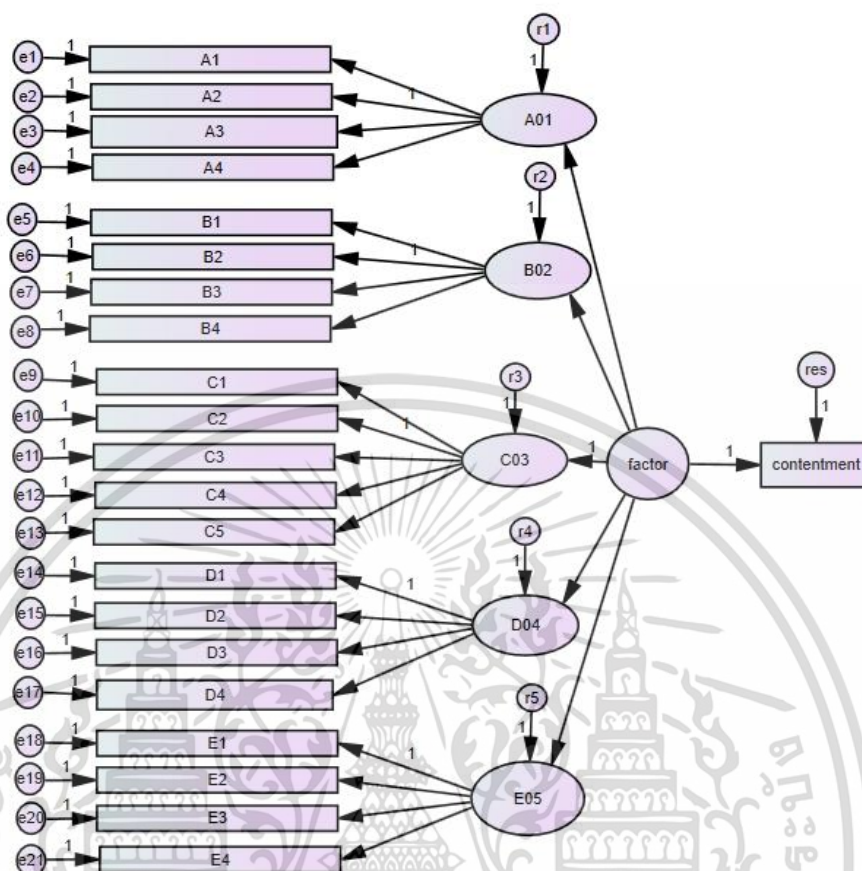 r1
1
e1 1 A1
e2 1 A2
e3 1 A3
e4 1 A4
1
A01
r2
1
e5 1 B1
e6 1 B2
e7 1 B3
e8 1 B4
1
B02
r3
1
e9 1 C1
e10 1 C2
e11 1 C3
e12 1 C4
e13 1 C5
1
C03
1
factor
1
res
1
contentment
r4
1
e14 1 D1
e15 1 D2
e16 1 D3
e17 1 D4
1
D04
r5
1
e18 1 E1
e19 1 E2
e20 1 E3
e21 1 E4
1
E05